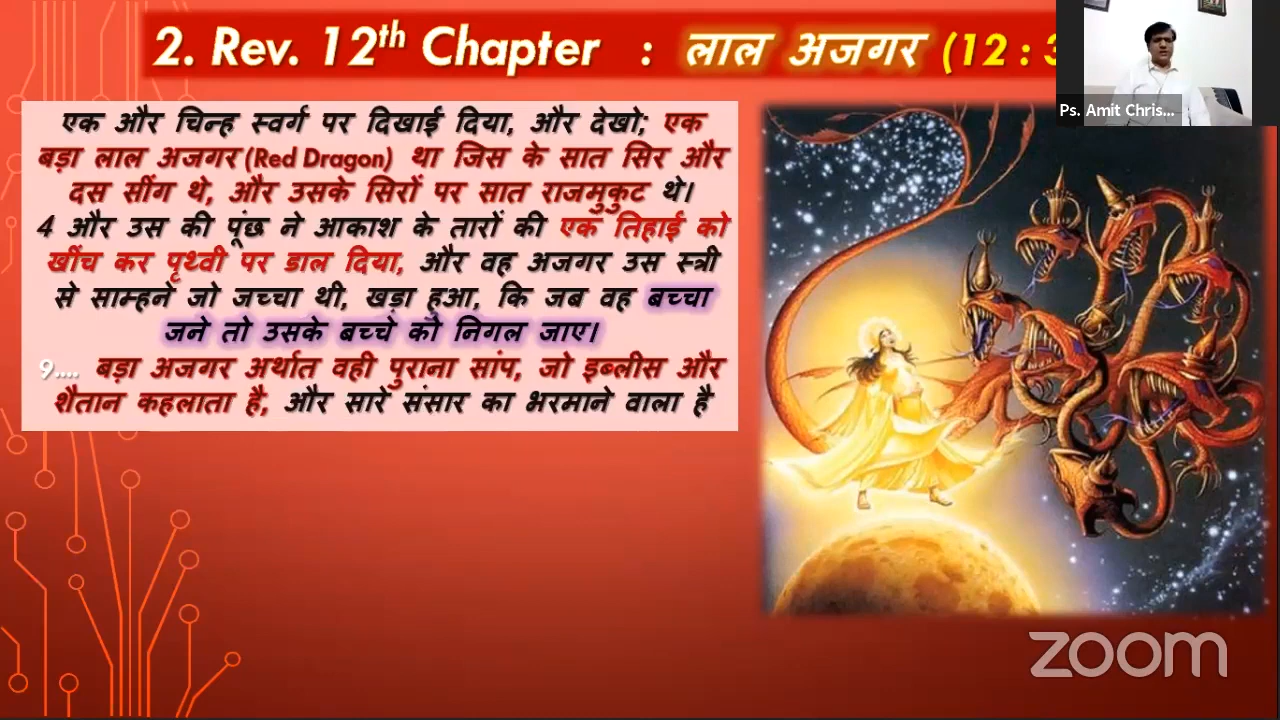 2. Rev. 12th Chapter : लाल अजगर (12 : 3
Ps. Amit Chris...
एक और चिन्ह स्वर्ग पर दिखाई दिया, और देखो; एक
बड़ा लाल अजगर (Red Dragon) था जिस के सात सिर और
दस सींग थे, और उसके सिरों पर सात राजमुकुट थे।
4 और उस की पूंछ ने आकाश के तारों की एक तिहाई को
खींच कर पृथ्वी पर डाल दिया, और वह अजगर उस स्त्री
से साम्हने जो जच्चा थी, खड़ा हुआ, कि जब वह बच्चा
जने तो उसके बच्चे को निगल जाए।
9.... बड़ा अजगर अर्थात वही पुराना सांप, जो इब्लीस और
शैतान कहलाता है, और सारे संसार का भरमाने वाला है
zoom